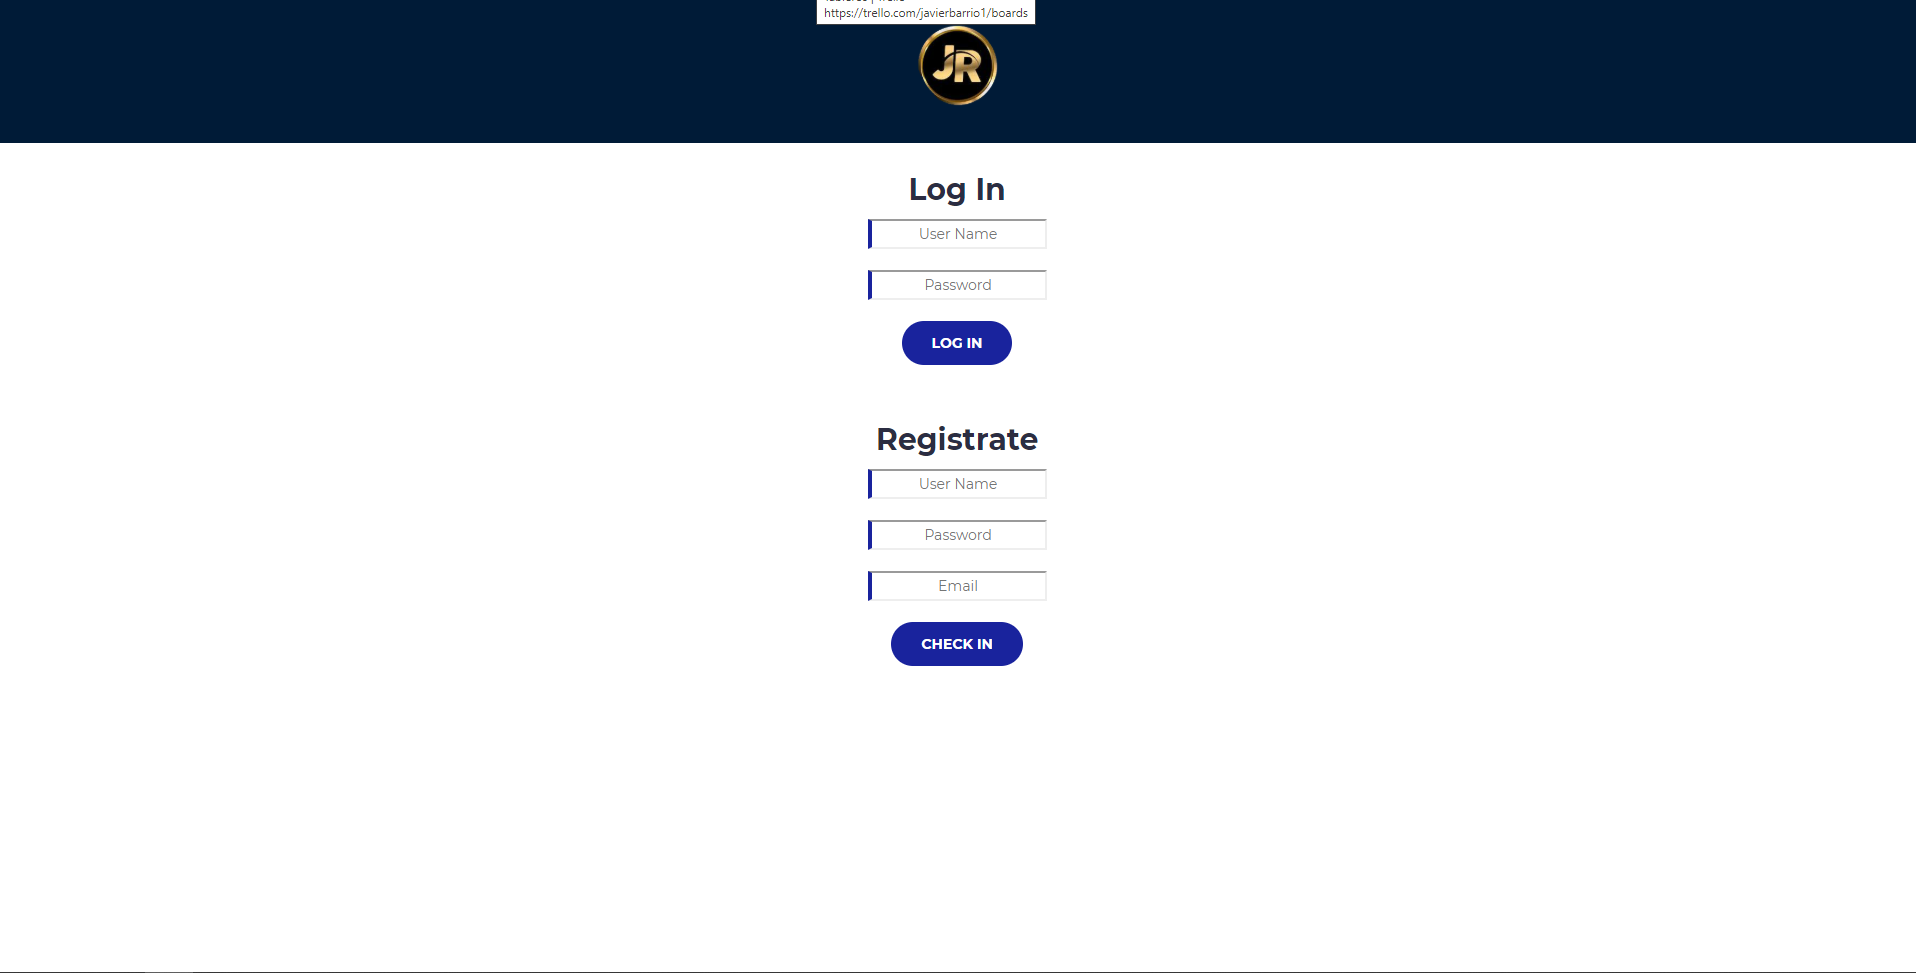 https://trello.com/javierbarrio1/boards
JR
Log In
User Name
Password
LOG IN
Registrate
User Name
Password
Email
CHECK IN